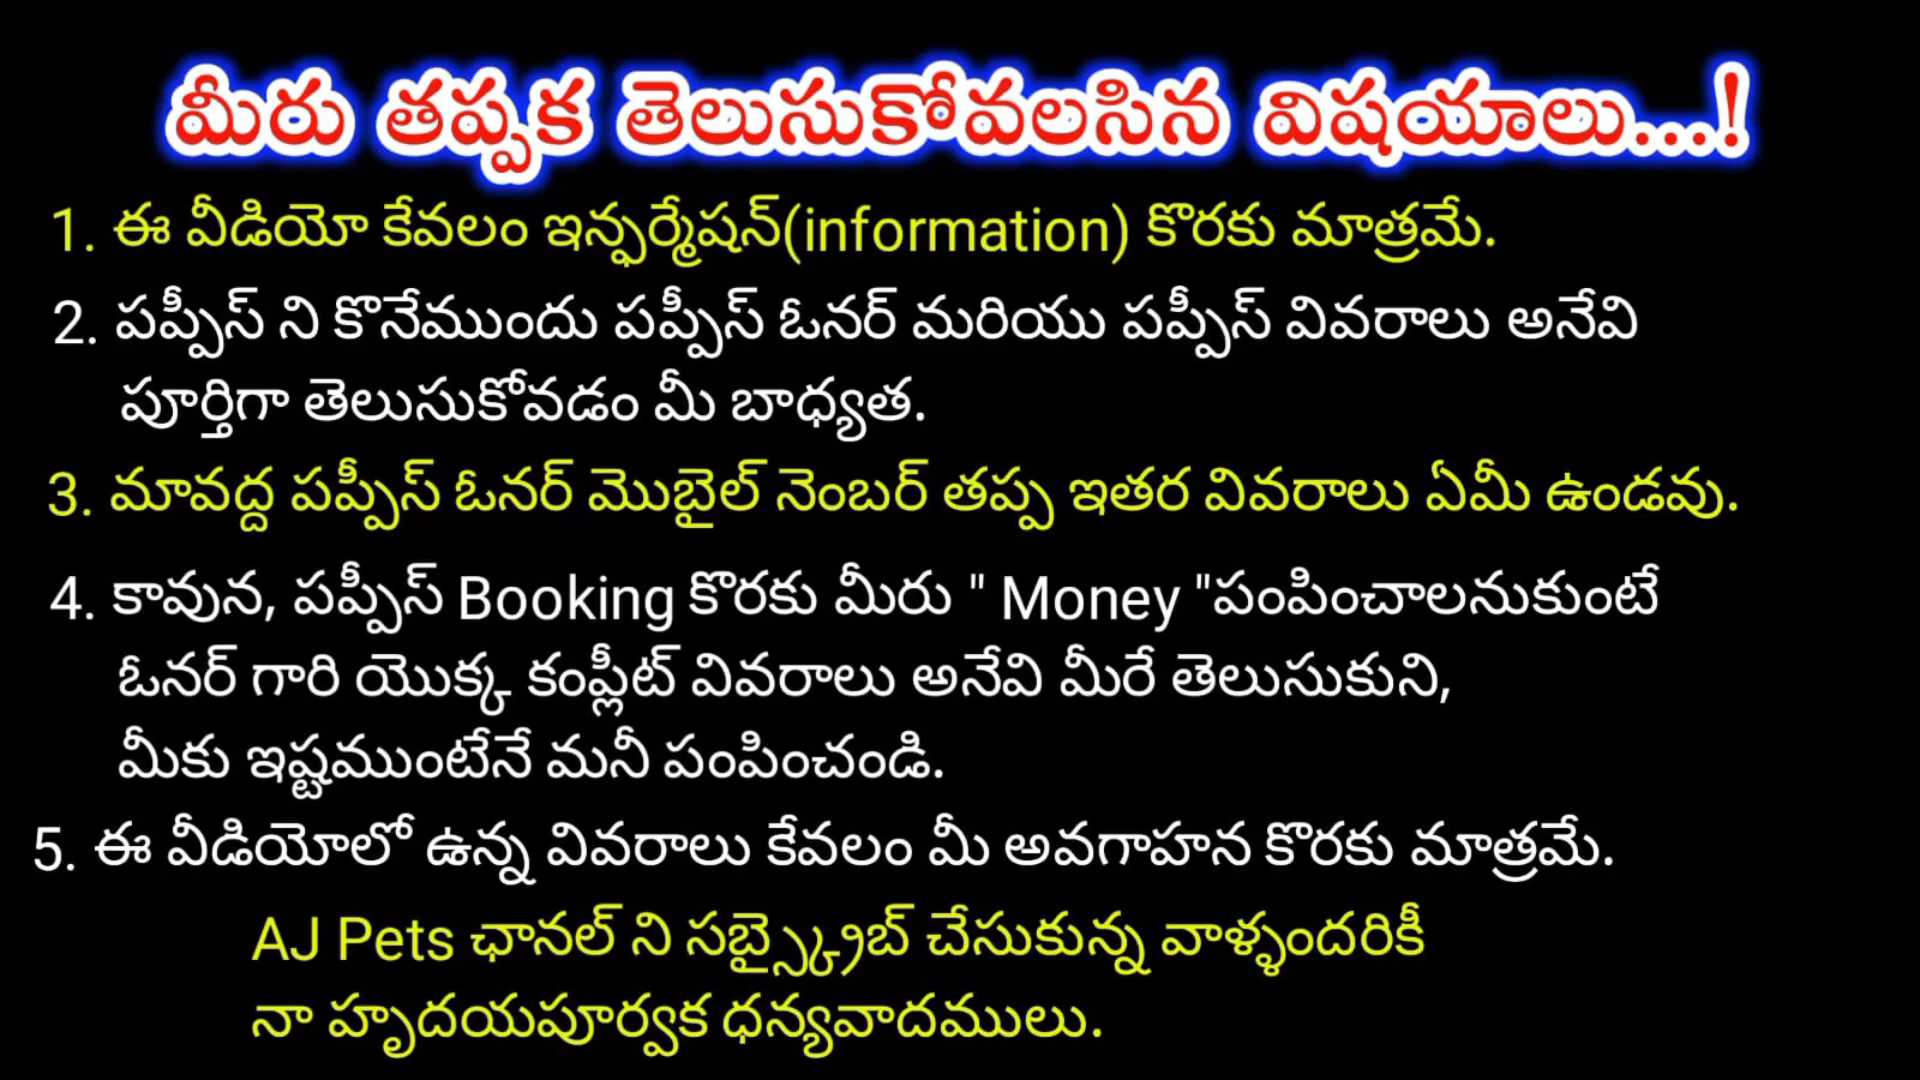 మీరు తప్పక తెలుసుకోవలసిన విషయాలు...!
1. ఈ వీడియో కేవలం ఇన్ఫర్మేషన్(information) కొరకు మాత్రమే.
2. పప్పీస్ ని కొనేముందు పప్పీస్ ఓనర్ మరియు పప్పీస్ వివరాలు అనేవి
పూర్తిగా తెలుసుకోవడం మీ బాధ్యత.
3. మావద్ద పప్పీస్ ఓనర్ మొబైల్ నెంబర్ తప్ప ఇతర వివరాలు ఏమీ ఉండవు.
4. కావున, పప్పీస్ Booking కొరకు మీరు " Money "పంపించాలనుకుంటే
ఓనర్ గారి యొక్క కంప్లీట్ వివరాలు అనేవి మీరే తెలుసుకుని,
మీకు ఇష్టముంటేనే మనీ పంపించండి.
5. ఈ వీడియోలో ఉన్న వివరాలు కేవలం మీ అవగాహన కొరకు మాత్రమే.
AJ Pets ఛానల్ ని సబ్స్క్రైబ్ చేసుకున్న వాళ్ళందరికీ
నా హృదయపూర్వక ధన్యవాదములు.